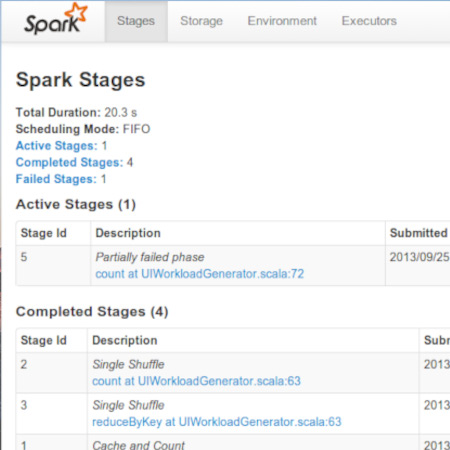 Spark Stages Storage Environment Executors
Spark Stages
Total Duration: 20.3 s
Scheduling Mode: FIFO
Active Stages: 1
Completed Stages: 4
Failed Stages: 1
Active Stages (1)
Stage Id Description Submitted
5 Partially failed phase 2013/09/25
count at UIWorkloadGenerator.scala:72
Completed Stages (4)
Stage Id Description Subm
2 Single Shuffle 2013
count at UIWorkloadGenerator.scala:63
3 Single Shuffle 2013
reduceByKey at UIWorkloadGenerator.scala:63
1 Cache and Count 2013